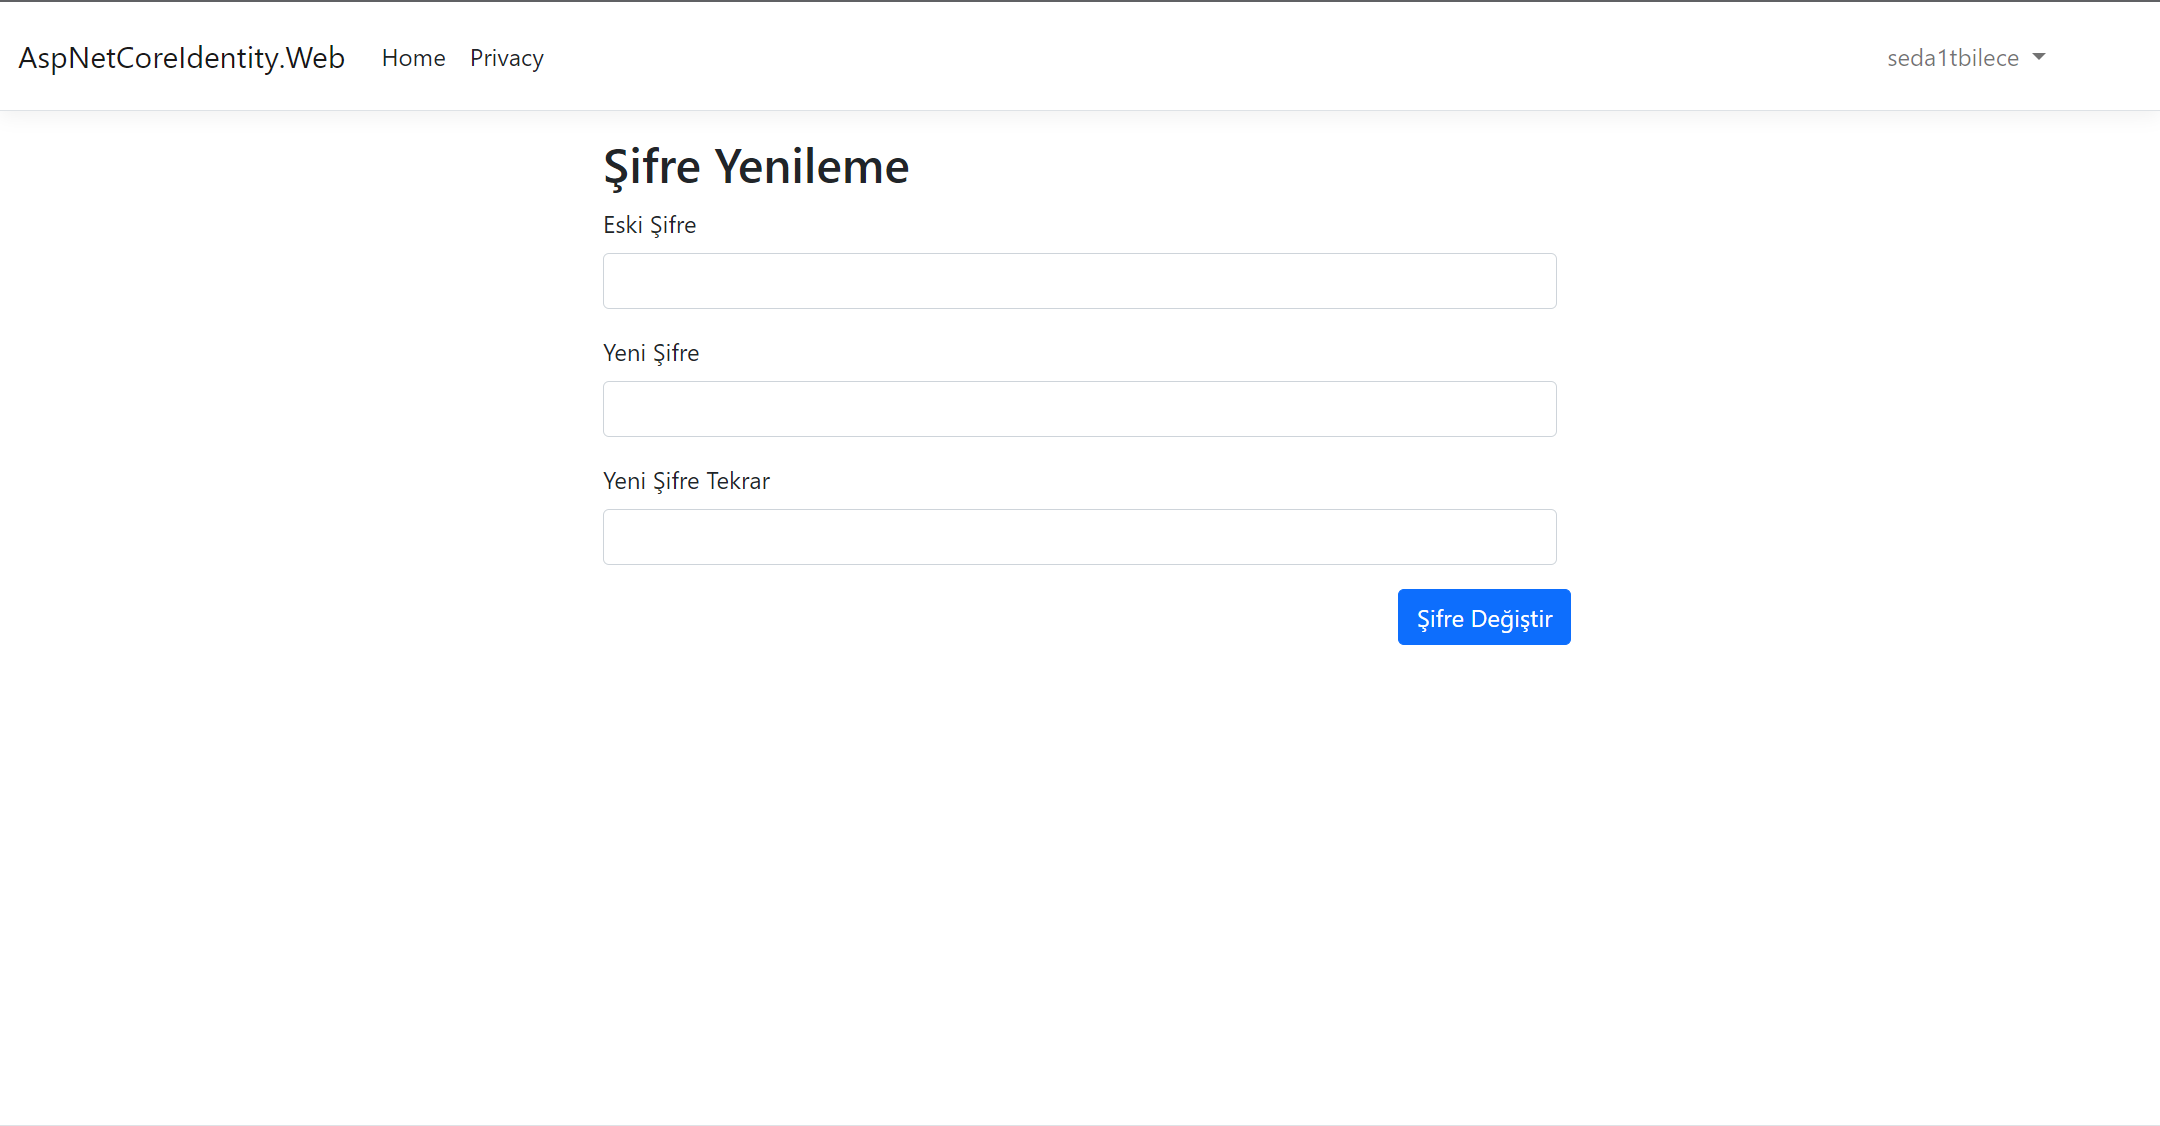 AspNetCoreIdentity.Web Home Privacy seda1tbilece
Şifre Yenileme
Eski Şifre
Yeni Şifre
Yeni Şifre Tekrar
Şifre Değiştir